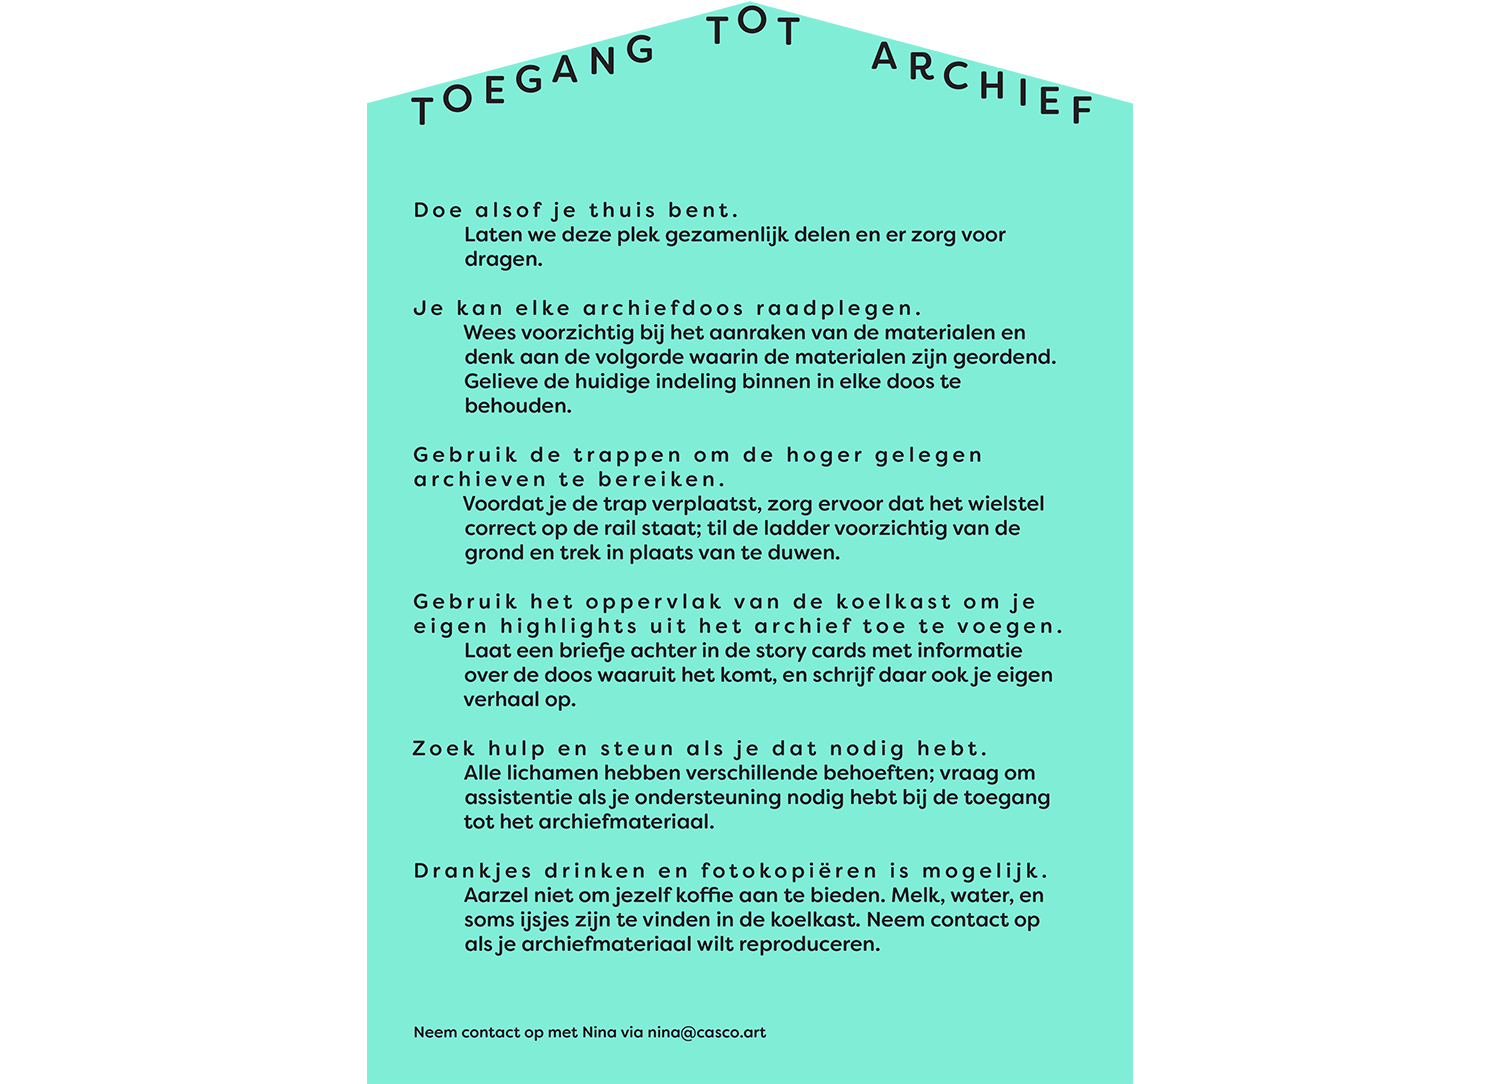 TOEGANG TOT ARCHIEF
Doe alsof je thuis bent.
Laten we deze plek gezamenlijk delen en er zorg voor
dragen.
Je kan elke archiefdoos raadplegen.
Wees voorzichtig bij het aanraken van de materialen en
denk aan de volgorde waarin de materialen zijn geordend.
Gelieve de huidige indeling binnen in elke doos te
behouden.
Gebruik de trappen om de hoger gelegen
archieven te bereiken.
Voordat je de trap verplaatst, zorg ervoor dat het wielstel
correct op de rail staat; til de ladder voorzichtig van de
grond en trek in plaats van te duwen.
Gebruik het oppervlak van de koelkast om je
eigen highlights uit het archief toe te voegen.
Laat een briefje achter in de story cards met informatie
over de doos waaruit het komt, en schrijf daar ook je eigen
verhaal op.
Zoek hulp en steun als je dat nodig hebt.
Alle lichamen hebben verschillende behoeften; vraag om
assistentie als je ondersteuning nodig hebt bij de toegang
tot het archiefmateriaal.
Drankjes drinken en fotokopiëren is mogelijk.
Aarzel niet om jezelf koffie aan te bieden. Melk, water, en
soms ijsjes zijn te vinden in de koelkast. Neem contact op
als je archiefmateriaal wilt reproduceren.
Neem contact op met Nina via nina@casco.art